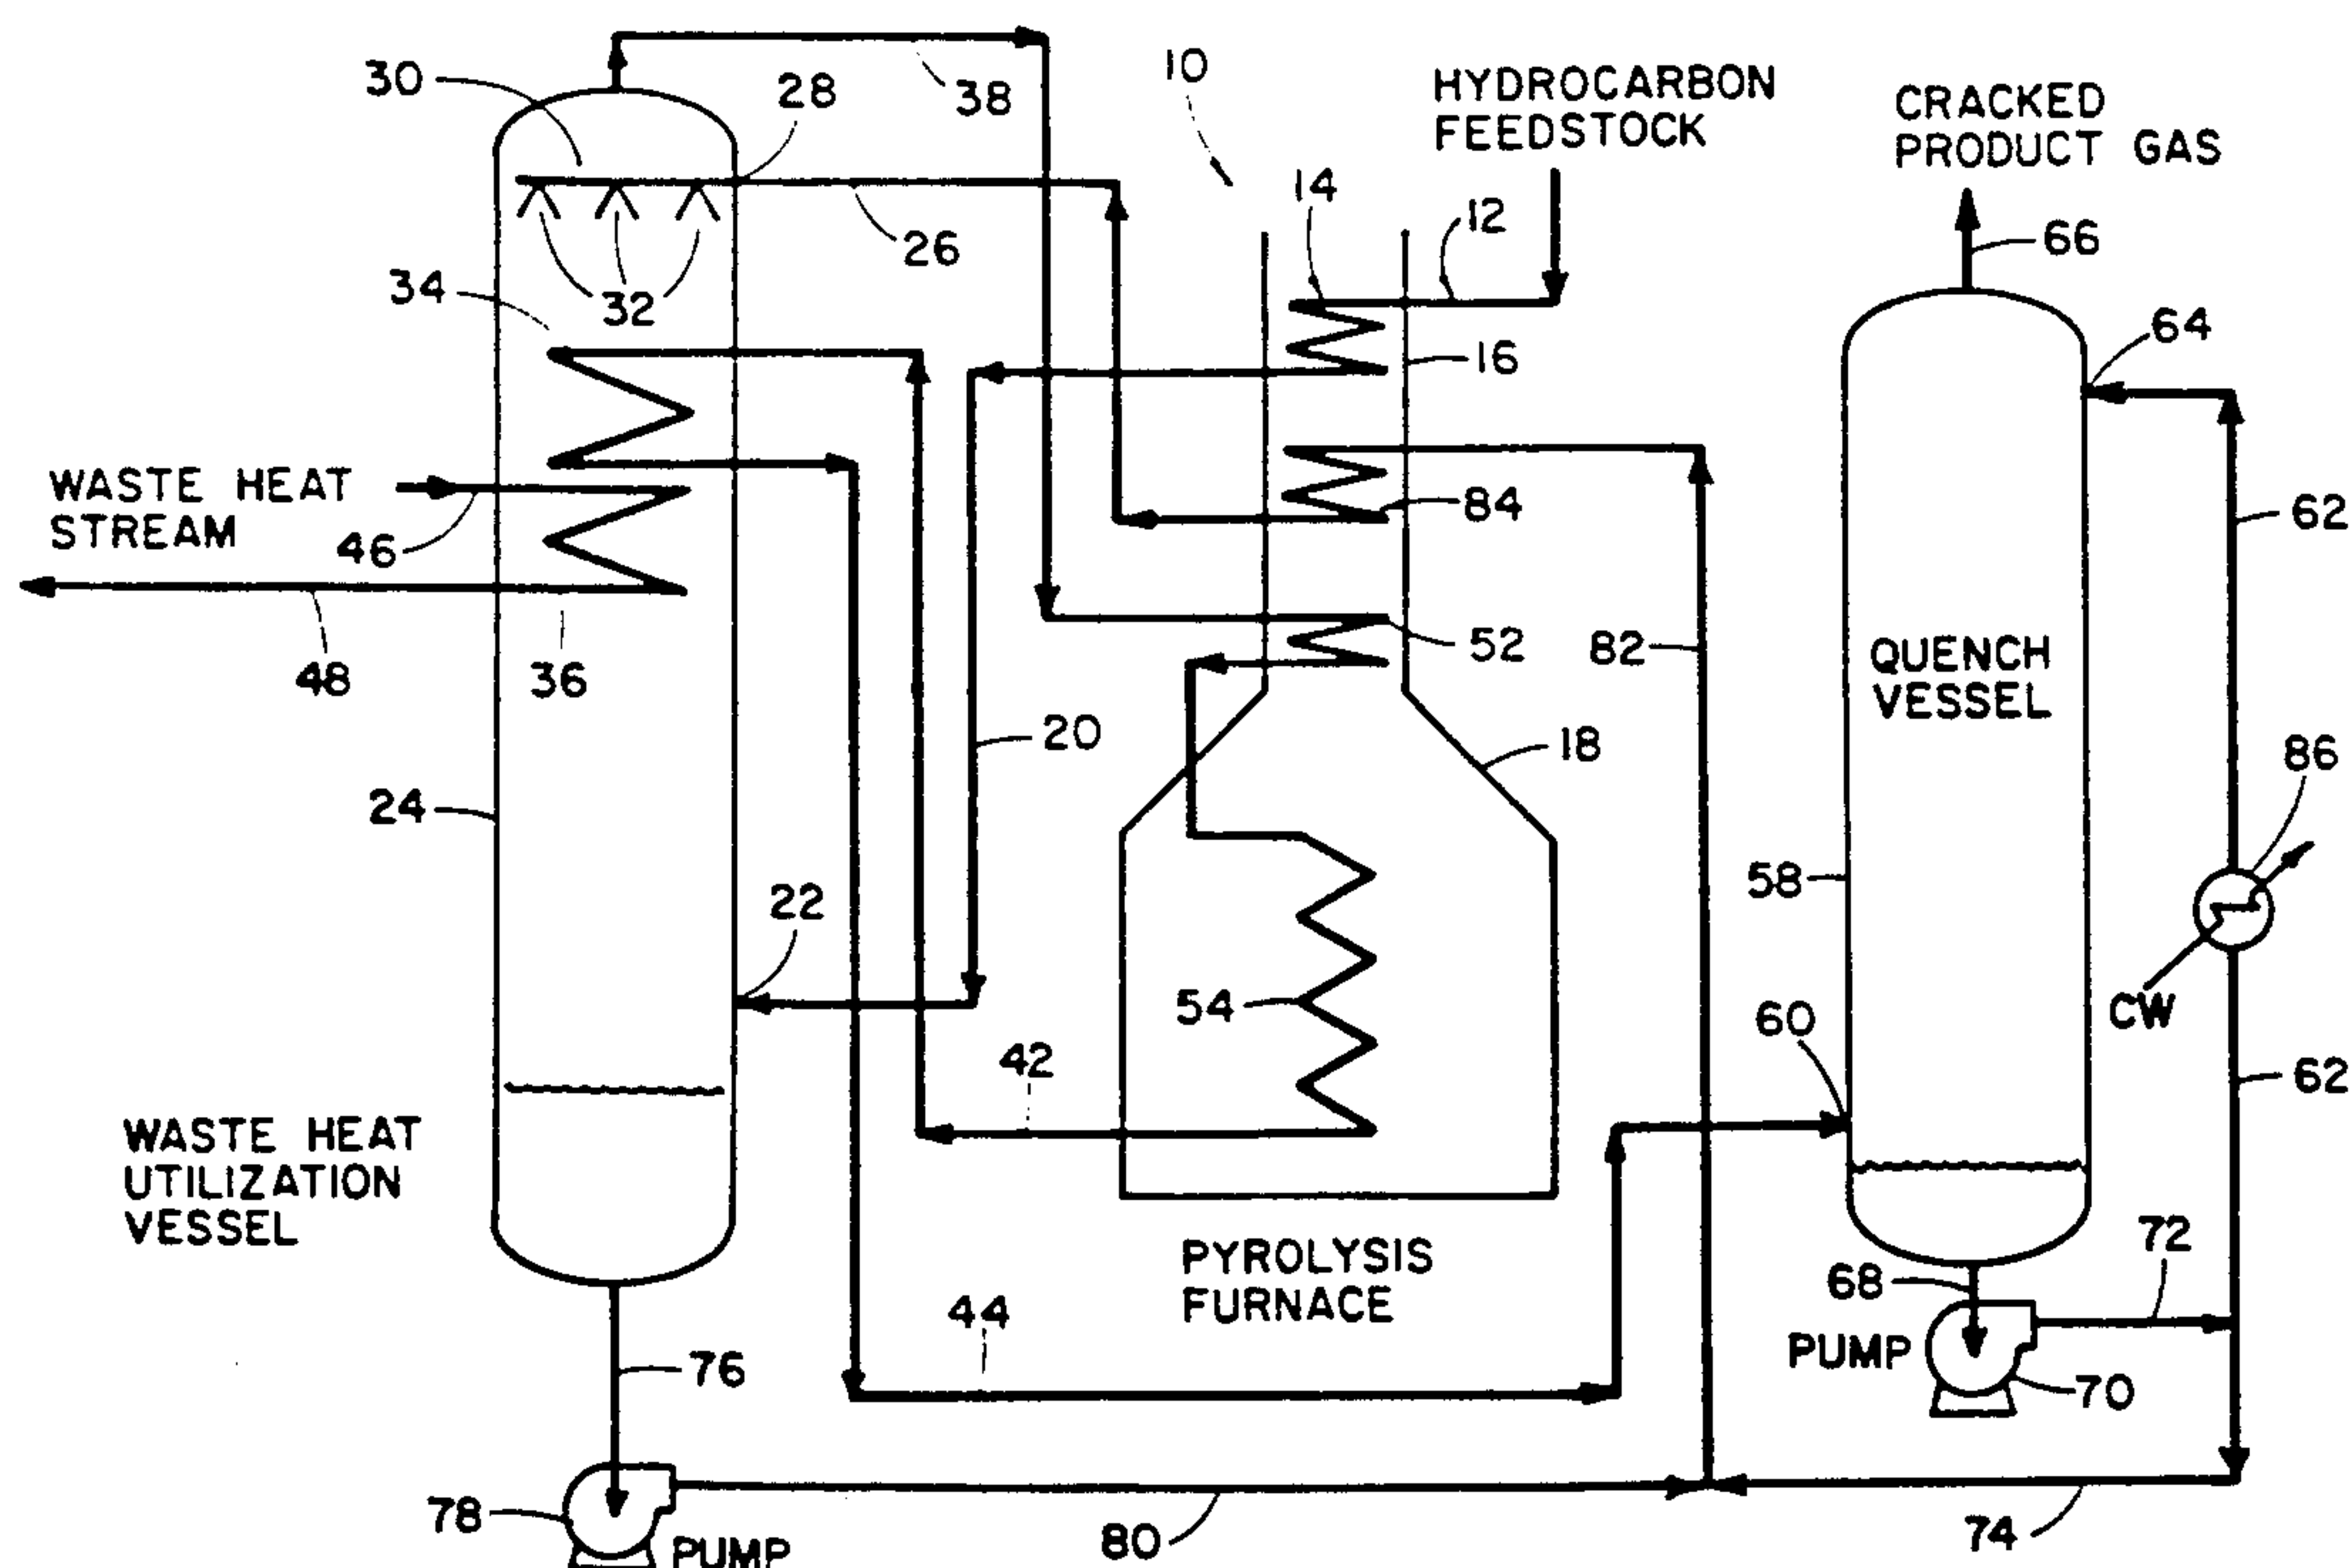 30
28
38
10
HYDROCARBON
FEEDSTOCK
CRACKED
PRODUCT GAS
14
12
66
26
34
32
16
64
WASTE HEAT
STREAM
46
84
62
48
36
52
82
QUENCH
VESSEL
20
18
86
24
58
22
54
60
CW
42
62
WASTE HEAT
UTILIZATION
VESSEL
PYROLYSIS
FURNACE
44
68
72
PUMP
70
76
78
PUMP
80
74